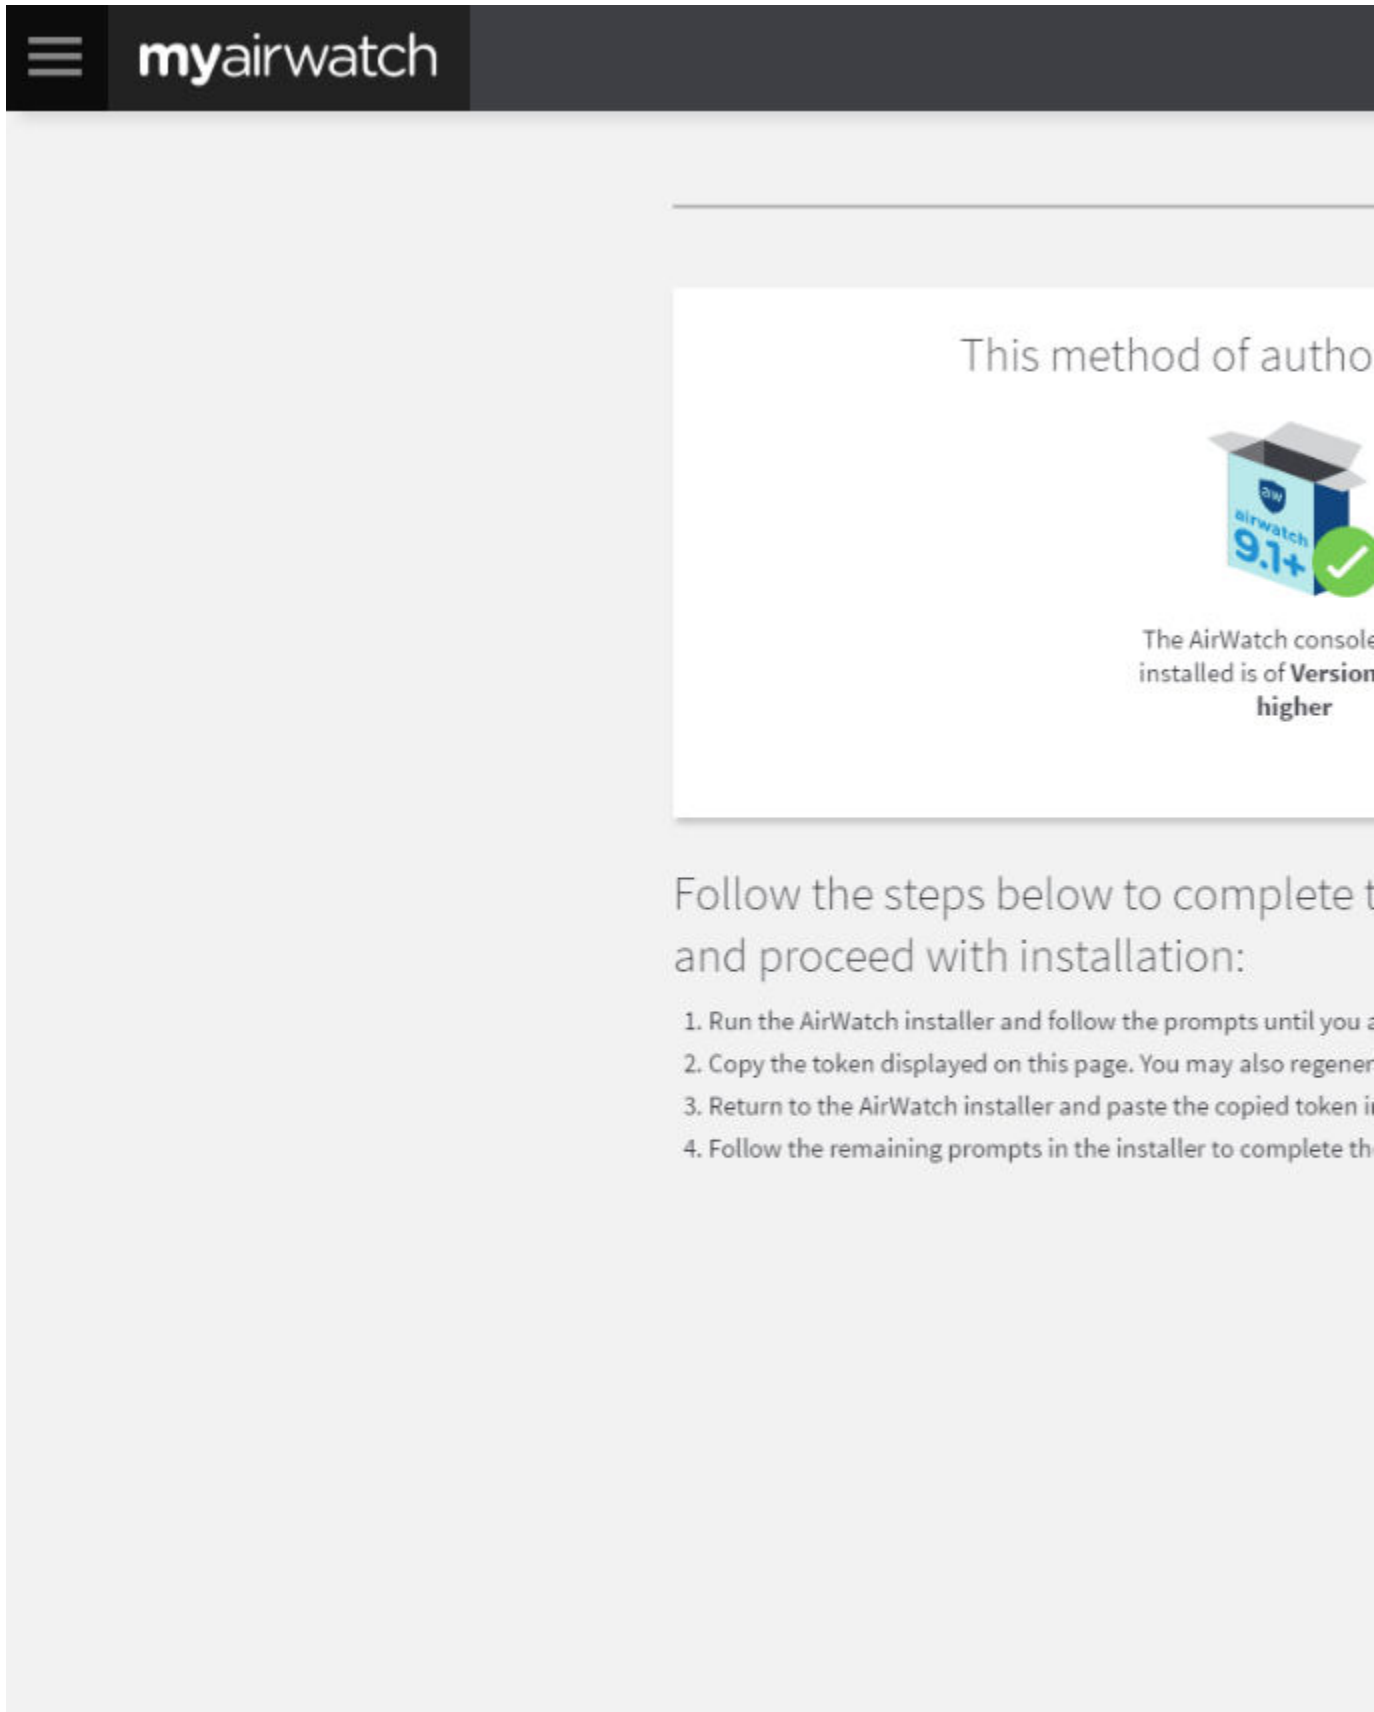 myairwatch
This method of autho
aw
airwatch
9.1+
The AirWatch console
installed is of Version
higher
Follow the steps below to complete t
and proceed with installation:
1. Run the AirWatch installer and follow the prompts until you a
2. Copy the token displayed on this page. You may also regener
3. Return to the AirWatch installer and paste the copied token i
4. Follow the remaining prompts in the installer to complete the